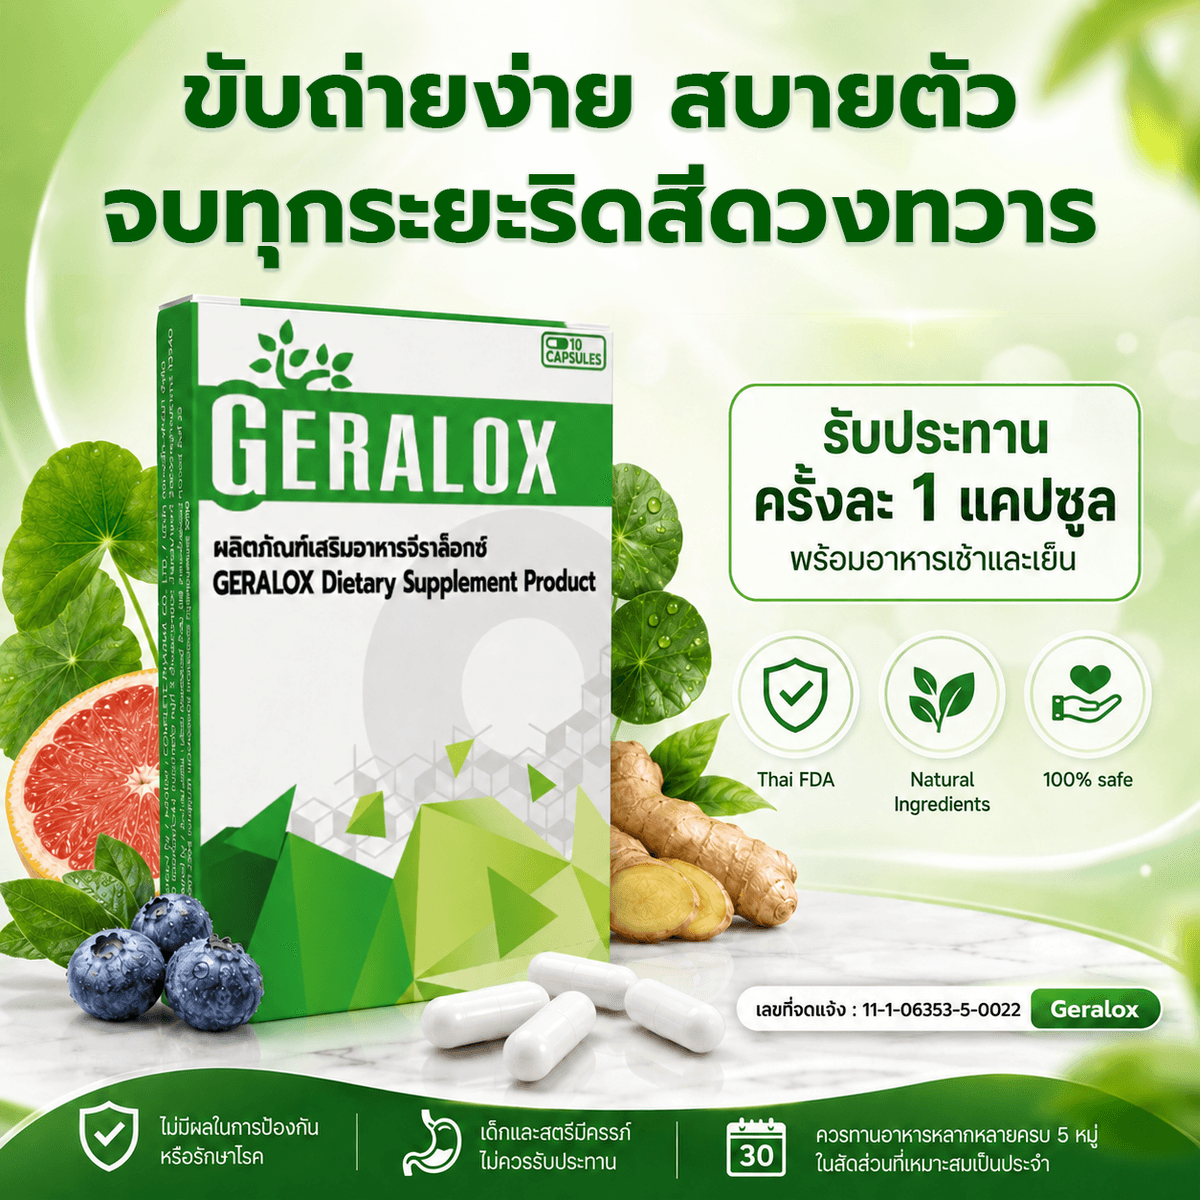 ขับถ่ายง่าย สบายตัว
จบทุกระยะริดสีดวงทวาร
10
CAPSULES
GERALOX
ผลิตภัณฑ์เสริมอาหารจีราล็อกซ์
GERALOX Dietary Supplement Product
รับประทาน
ครั้งละ 1 แคปซูล
พร้อมอาหารเช้าและเย็น
Thai FDA
Natural
Ingredients
100% safe
เลขที่จดแจ้ง : 11-1-06353-5-0022
Geralox
ไม่มีผลในการป้องกัน
หรือรักษาโรค
เด็กและสตรีมีครรภ์
ไม่ควรรับประทาน
30
ควรทานอาหารหลากหลายครบ 5 หมู่
ในสัดส่วนที่เหมาะสมเป็นประจำ